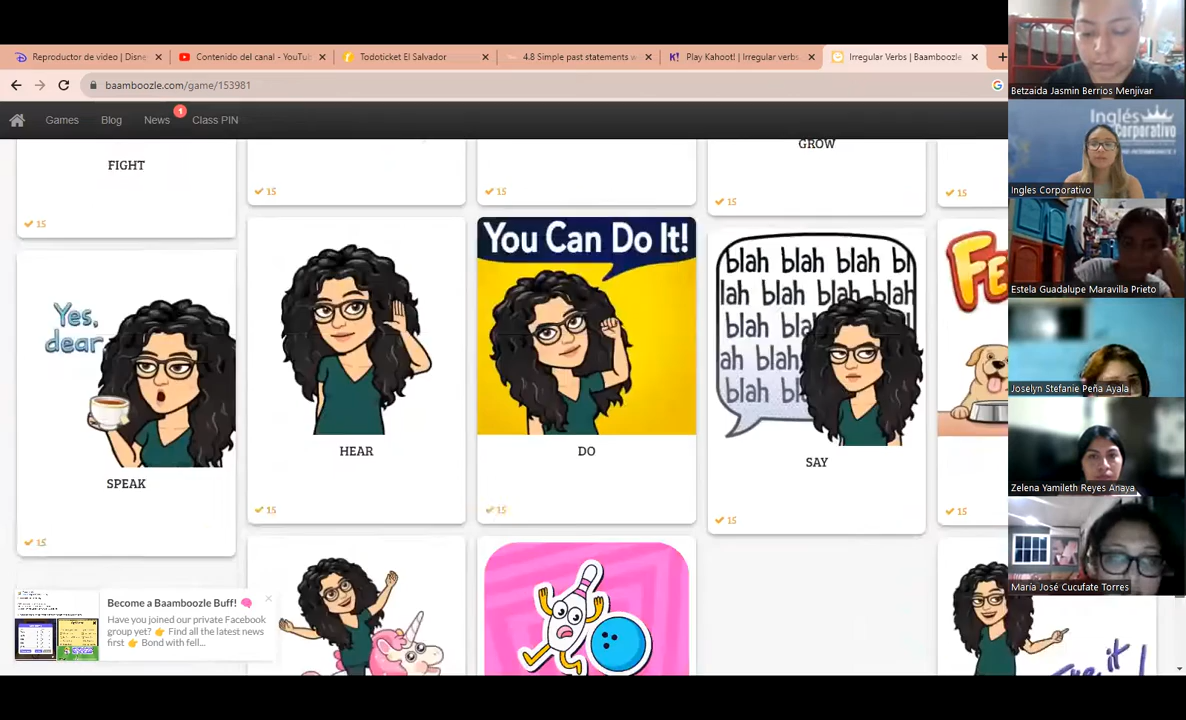 Reproductor de video | Disne
Contenido del canal - YouTub
Todoticket El Salvador
4.8 Simple past statements w
Play Kahoot! | Irregular verbs
Irregular Verbs | Baamboozle
baamboozle.com/game/153981
Games
Blog
News
1
Class PIN
FIGHT
15
15
15
GROW
15
15
Yes,
dear
SPEAK
15
HEAR
15
You Can Do It!
DO
15
blah blah blah bl
lah blah blah blah
blah bla
ah blah
blah bl
SAY
15
15
Become a Baamboozle Buff!
Have you joined our private Facebook
group yet? Find all the latest news
first Bond with fell...
Betzaida Jasmin Berrios Menjivar
Inglés
Corporativo
Ingles Corporativo
Estela Guadalupe Maravilla Prieto
Joselyn Stefanie Peña Ayala
Zelena Yamileth Reyes Anaya
María José Cucufate Torres